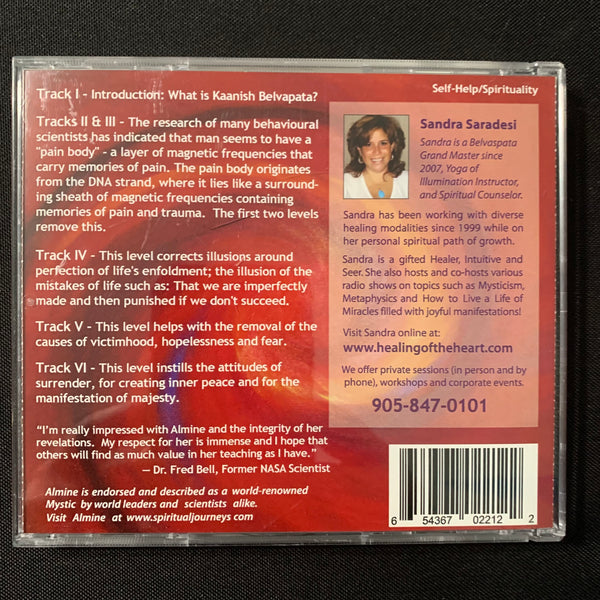 Self-Help/Spirituality
Track I - Introduction: What is Kaanish Belvapata?
Tracks II & III - The research of many behavioural
scientists has indicated that man seems to have a
"pain body" - a layer of magnetic frequencies that
carry memories of pain. The pain body originates
from the DNA strand, where it lies like a surround-
ing sheath of magnetic frequencies containing
memories of pain and trauma. The first two levels
remove this.
Track IV - This level corrects illusions around
perfection of life's enfoldment; the illusion of the
mistakes of life such as: That we are imperfectly
made and then punished if we don't succeed.
Track V - This level helps with the removal of the
causes of victimhood, hopelessness and fear.
Track VI - This level instills the attitudes of
surrender, for creating inner peace and for the
manifestation of majesty.
“I’m really impressed with Almine and the integrity of her
revelations. My respect for her is immense and I hope that
others will find as much value in her teaching as I have.”
— Dr. Fred Bell, Former NASA Scientist
Almine is endorsed and described as a world-renowned
Mystic by world leaders and scientists alike.
Visit Almine at www.spiritualjourneys.com
Sandra Saradesi
Sandra is a Belvaspata
Grand Master since
2007, Yoga of
Illumination Instructor,
and Spiritual Counselor.
Sandra has been working with diverse
healing modalities since 1999 while on
her personal spiritual path of growth.
Sandra is a gifted Healer, Intuitive and
Seer. She also hosts and co-hosts various
radio shows on topics such as Mysticism,
Metaphysics and How to Live a Life of
Miracles filled with joyful manifestations!
Visit Sandra online at:
www.healingoftheheart.com
We offer private sessions (in person and by
phone), workshops and corporate events.
905-847-0101
6 54367 02212 2